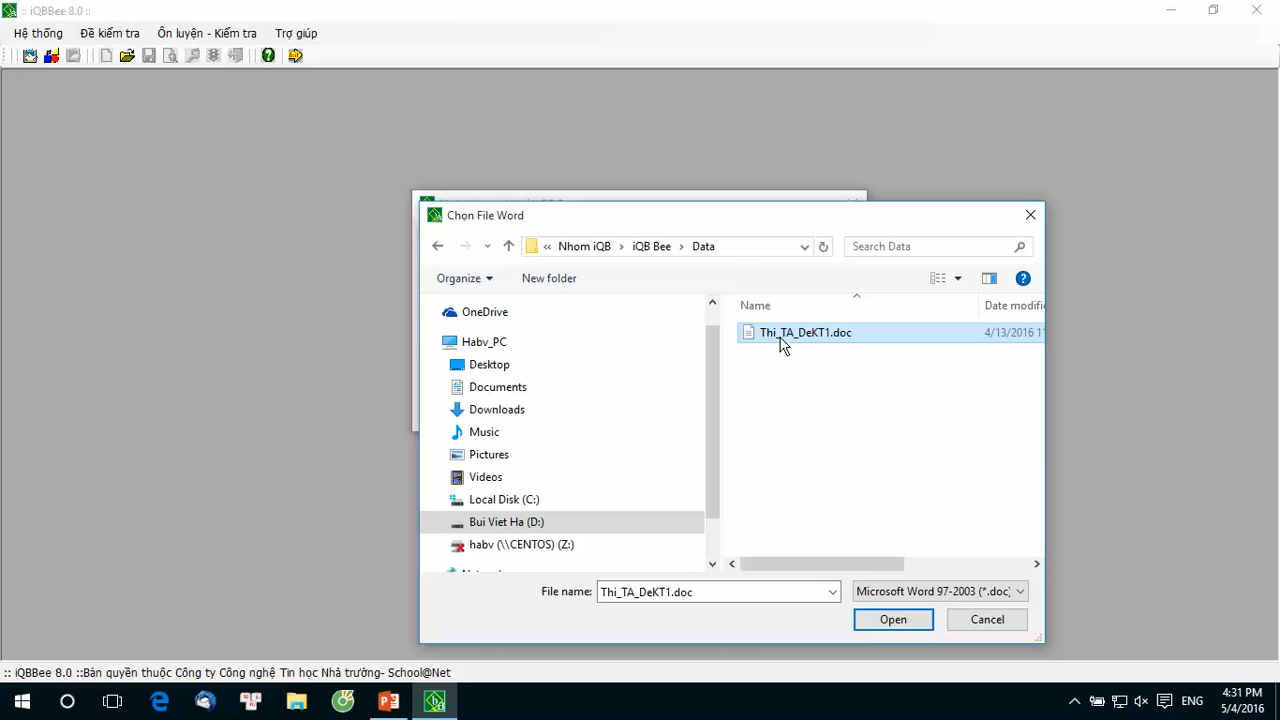 :: iQBBee 8.0 ::
Hệ thống Đề kiểm tra Ôn luyện - Kiểm tra Trợ giúp
Chọn File Word
« Nhom iQB › iQB Bee › Data
Search Data
Organize New folder
Name Date modifi
OneDrive
Thi_TA_DeKT1.doc 4/13/2016 11
Habv_PC
Desktop
Documents
Downloads
Music
Pictures
Videos
Local Disk (C:)
Bui Viet Ha (D:)
habv (\\CENTOS) (Z:)
File name: Thi_TA_DeKT1.doc Microsoft Word 97-2003 (*.doc)
Open Cancel
:: iQBBee 8.0 ::Bản quyền thuộc Công ty Công nghệ Tin học Nhà trường- School@Net
ENG
4:31 PM
5/4/2016